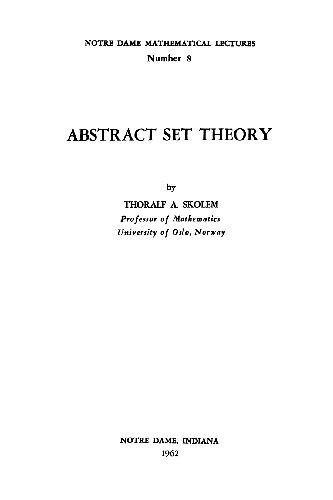 NOTRE DAME MATHEMATICAL LECTURES
Number 8
ABSTRACT SET THEORY
by
THORALF A. SKOLEM
Professor of Mathematics
University of Oslo, Norway
NOTRE DAME, INDIANA
1962